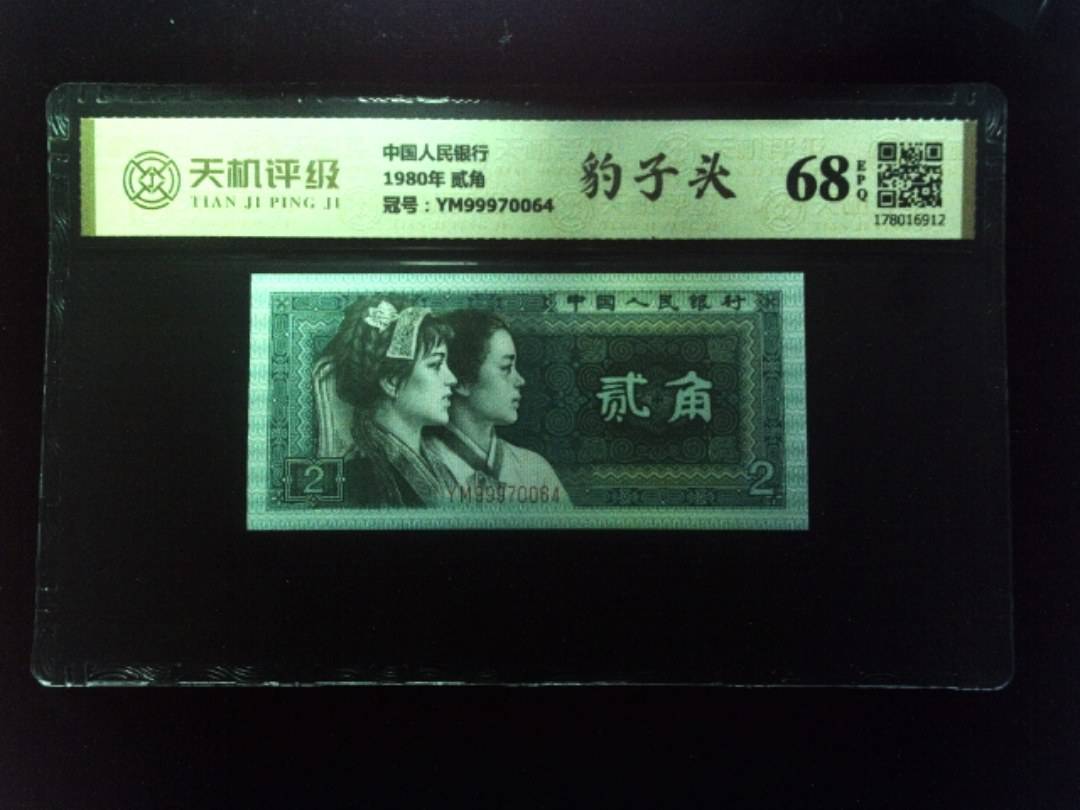 天机评级
TIAN JI PING JI
中国人民银行
1980年 贰角
冠号：YM99970064
豹子头
68
EPQ
178016912
中国人民银行
贰角
2
2
YM99970064